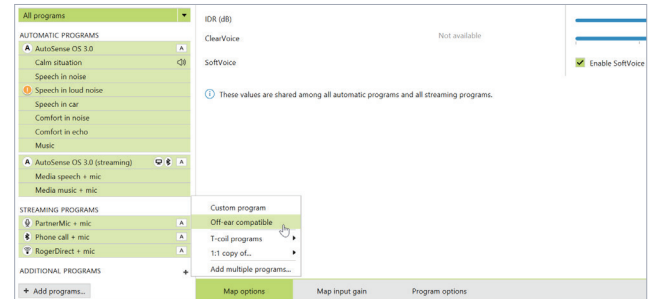 All programs
AUTOMATIC PROGRAMS
A AutoSense OS 3.0 A
Calm situation
Speech in noise
Speech in loud noise
Speech in car
Comfort in noise
Comfort in echo
Music
A AutoSense OS 3.0 (streaming) A
Media speech + mic
Media music + mic
STREAMING PROGRAMS
PartnerMic + mic A
Phone call + mic A
RogerDirect + mic A
ADDITIONAL PROGRAMS +
+ Add programs...
Custom program
Off-ear compatible
T-coil programs
1:1 copy of...
Add multiple programs...
IDR (dB)
ClearVoice Not available
SoftVoice Enable SoftVoice
These values are shared among all automatic programs and all streaming programs.
Map options Map input gain Program options